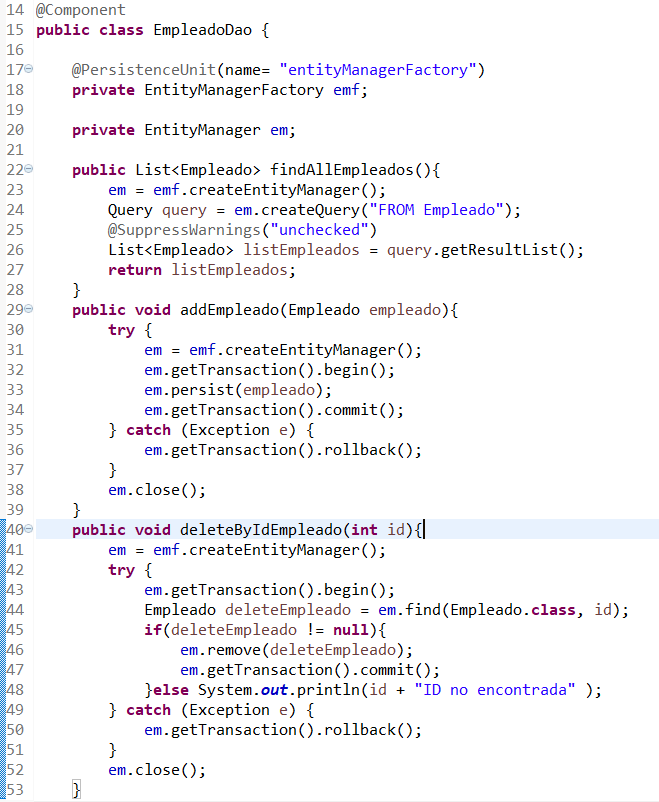 14 @Component
15 public class EmpleadoDao {
16
17 @PersistenceUnit(name= "entityManagerFactory")
18 private EntityManagerFactory emf;
19
20 private EntityManager em;
21
22 public List<Empleado> findAllEmpleados(){
23 em = emf.createEntityManager();
24 Query query = em.createQuery("FROM Empleado");
25 @SuppressWarnings("unchecked")
26 List<Empleado> listEmpleados = query.getResultList();
27 return listEmpleados;
28 }
29 public void addEmpleado(Empleado empleado){
30 try {
31 em = emf.createEntityManager();
32 em.getTransaction().begin();
33 em.persist(empleado);
34 em.getTransaction().commit();
35 } catch (Exception e) {
36 em.getTransaction().rollback();
37 }
38 em.close();
39 }
40 public void deleteByIdEmpleado(int id){
41 em = emf.createEntityManager();
42 try {
43 em.getTransaction().begin();
44 Empleado deleteEmpleado = em.find(Empleado.class, id);
45 if(deleteEmpleado != null){
46 em.remove(deleteEmpleado);
47 em.getTransaction().commit();
48 }else System.out.println(id + "ID no encontrada" );
49 } catch (Exception e) {
50 em.getTransaction().rollback();
51 }
52 em.close();
53 }